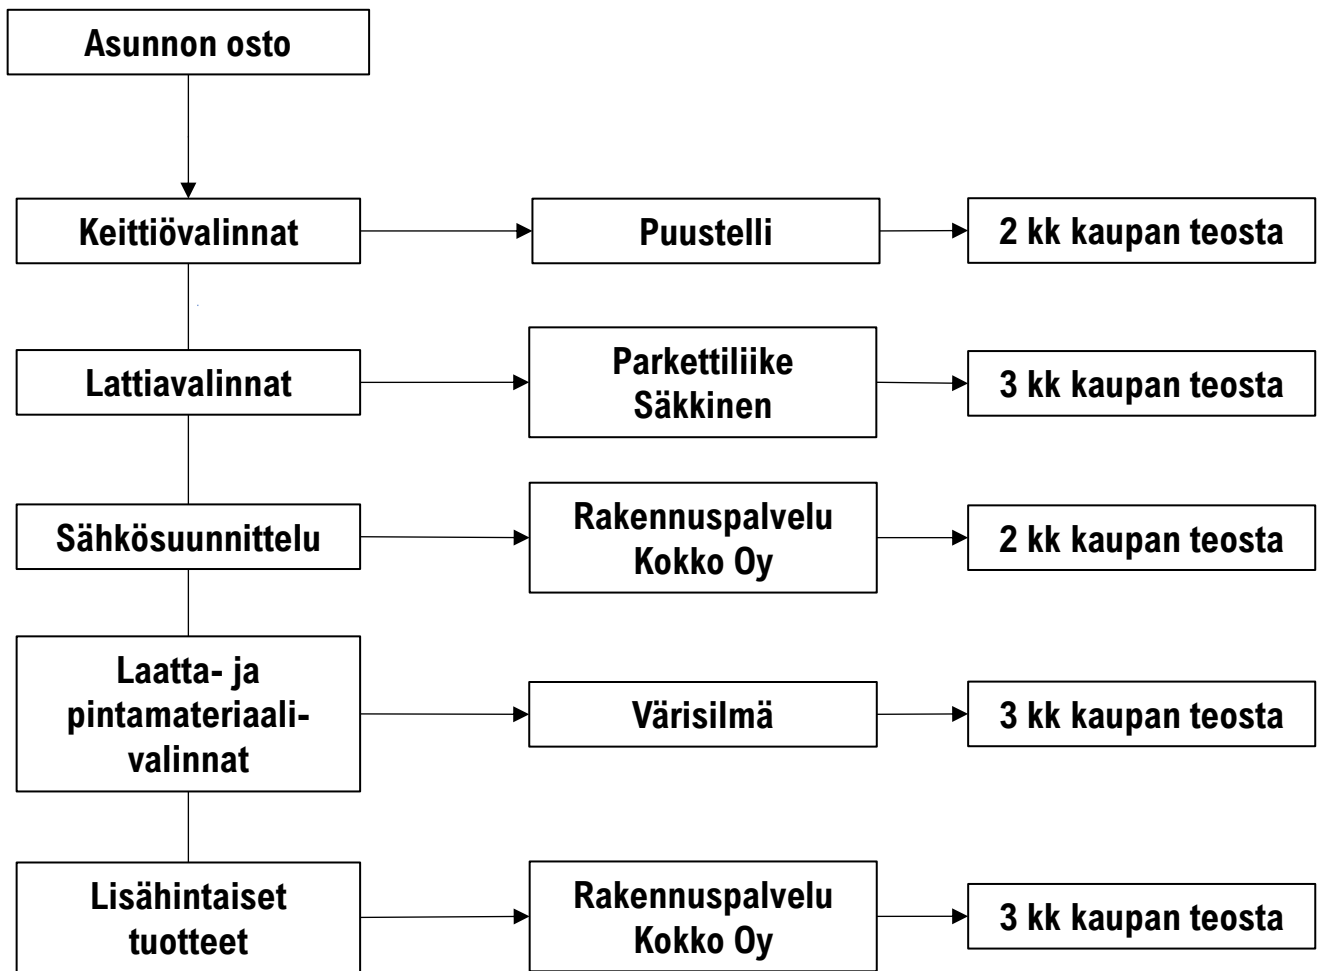 Asunnon osto
Keittiövalinnat
Puustelli
2 kk kaupan teosta
Lattiavalinnat
Parkettiliike
Säkkinen
3 kk kaupan teosta
Sähkösuunnittelu
Rakennuspalvelu
Kokko Oy
2 kk kaupan teosta
Laatta- ja
pintamateriaali-
valinnat
Värisilmä
3 kk kaupan teosta
Lisähintaiset
tuotteet
Rakennuspalvelu
Kokko Oy
3 kk kaupan teosta